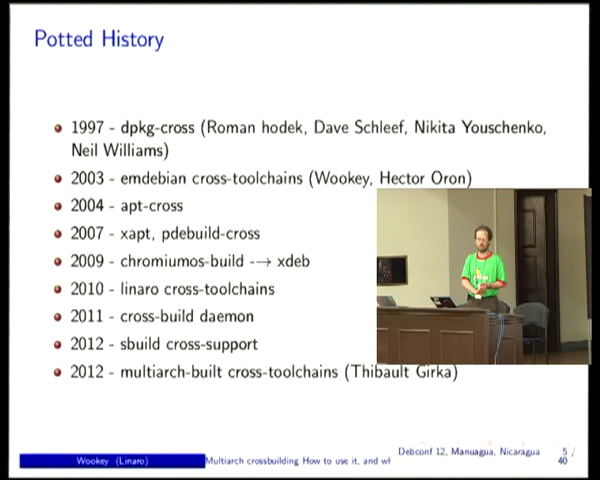 Potted History
1997 - dpkg-cross (Roman hodek, Dave Schleef, Nikita Youschenko,
Neil Williams)
2003 - emdebian cross-toolchains (Wookey, Hector Oron)
2004 - apt-cross
2007 - xapt, pdebuild-cross
2009 - chromiumos-build --→ xdeb
2010 - linaro cross-toolchains
2011 - cross-build daemon
2012 - sbuild cross-support
2012 - multiarch-built cross-toolchains (Thibault Girka)
Wookey (Linaro)
Multiarch crossbuilding How to use it, and wh
Debconf 12, Manuagua, Nicaragua
5 /
40